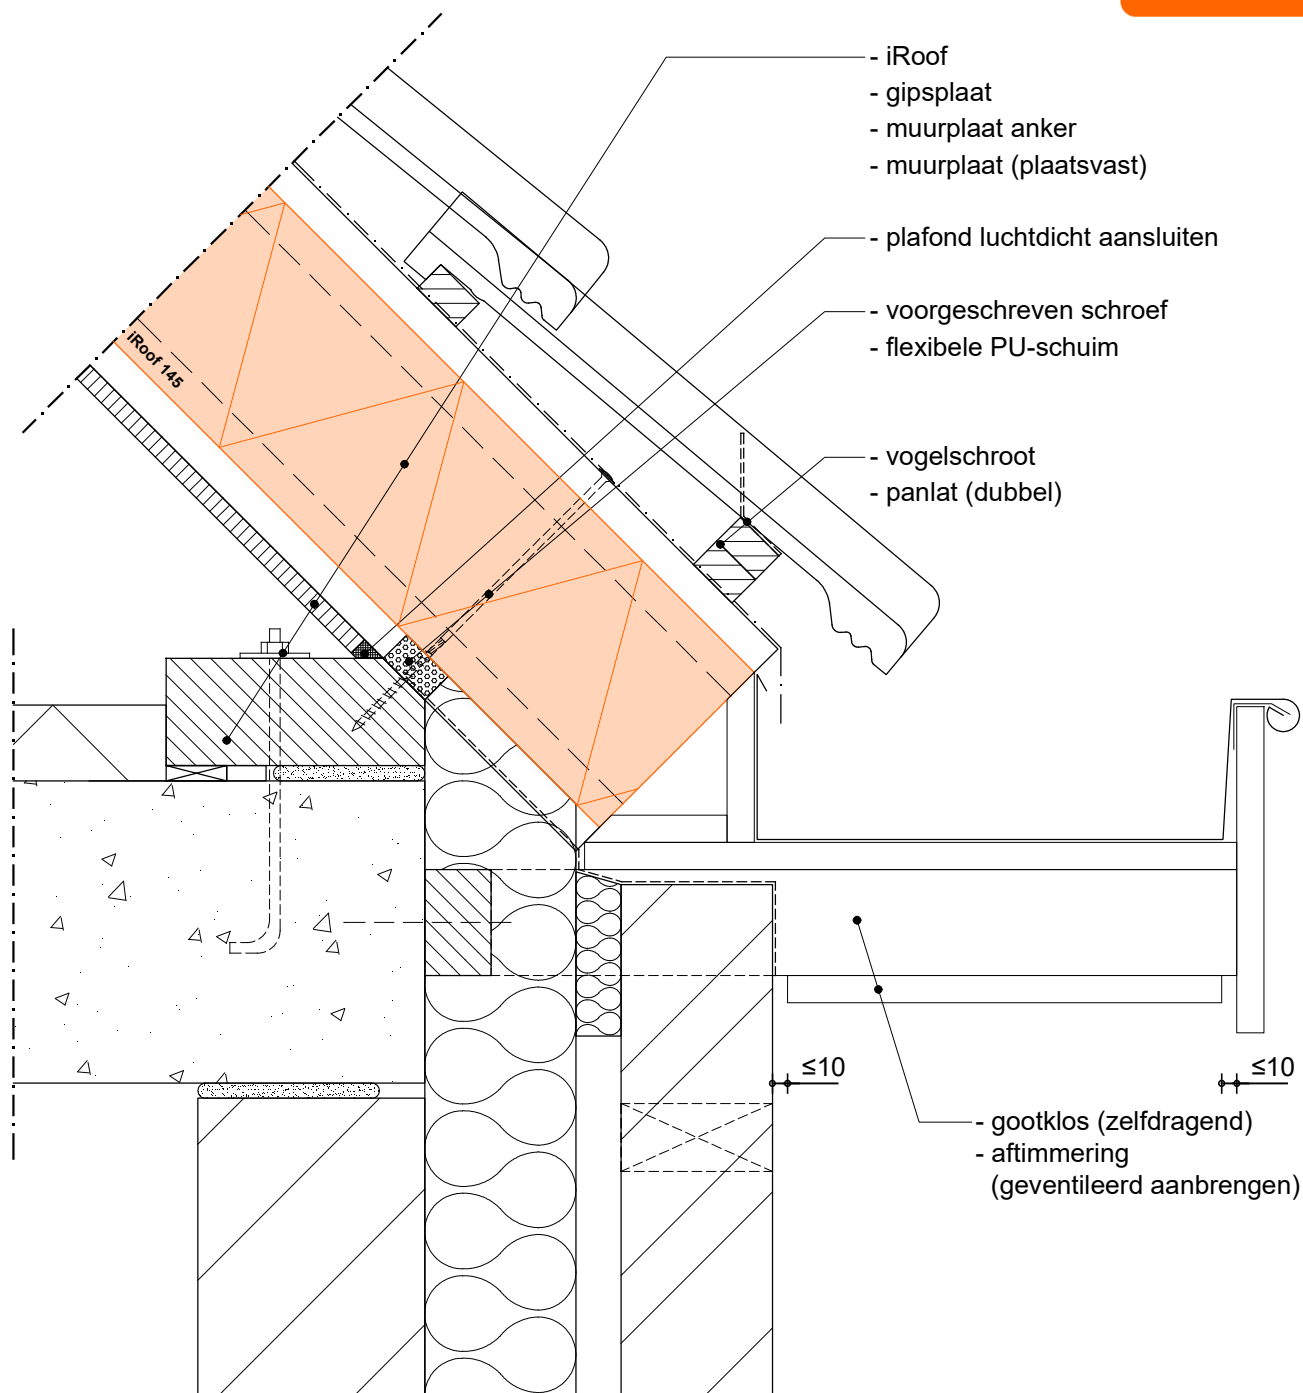 - iRoof
- gipsplaat
- muurplaat anker
- muurplaat (plaatsvast)
- plafond luchtdicht aansluiten
- voorgeschreven schroef
- flexibele PU-schuim
iRoof 145
- vogelschroot
- panlat (dubbel)
≤10
≤10
- gootklos (zelfdragend)
- aftimmering
(geventileerd aanbrengen)